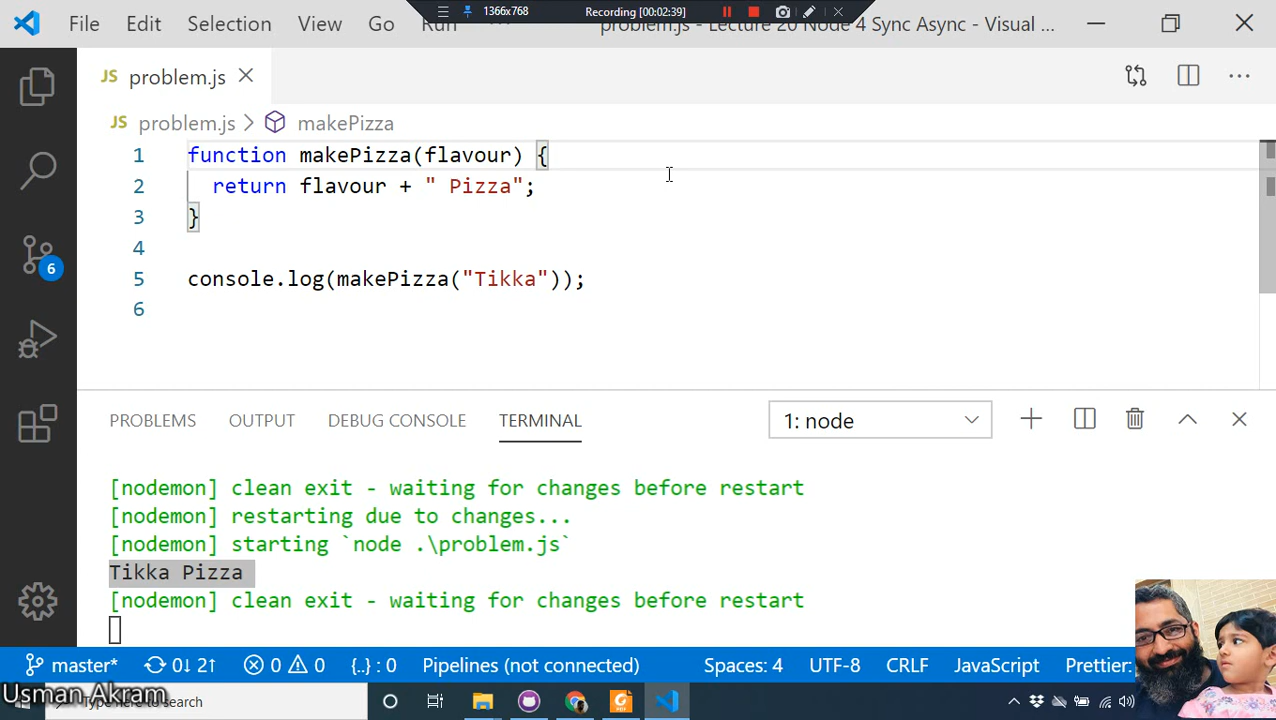 1366x768
Recording [00:02:39]
File Edit Selection View Go Run problem.js - Lecture 20 Node 4 Sync Async - Visual ...
JS problem.js
JS problem.js > makePizza
1 function makePizza(flavour) {
2 return flavour + " Pizza";
3 }
4
5 console.log(makePizza("Tikka"));
6
PROBLEMS OUTPUT DEBUG CONSOLE TERMINAL 1: node
[nodemon] clean exit - waiting for changes before restart
[nodemon] restarting due to changes...
[nodemon] starting `node .\problem.js`
Tikka Pizza
[nodemon] clean exit - waiting for changes before restart
6
master* 0↓ 2↑ 0 0 {..} : 0 Pipelines (not connected) Spaces: 4 UTF-8 CRLF JavaScript Prettier:
Usman Akram
Type here to search